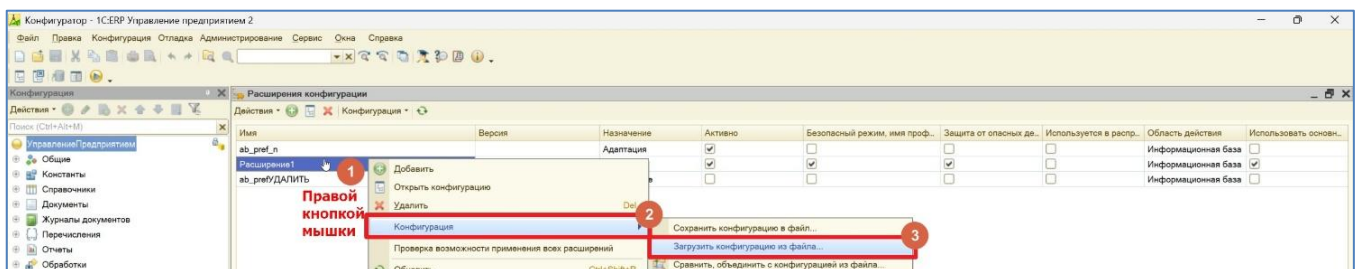 Конфигуратор - 1С:ERP Управление предприятием 2
Файл Правка Конфигурация Отладка Администрирование Сервис Окна Справка
Конфигурация
Действия
Поиск (Ctrl+Alt+M)
УправлениеПредприятием
Общие
Константы
Справочники
Документы
Журналы документов
Перечисления
Отчеты
Обработки
Расширения конфигурации
Действия Конфигурация
Имя Версия Назначение Активно Безопасный режим, имя проф... Защита от опасных де... Используется в распр... Область действия Использовать основн...
ab_pref_n Адаптация Информационная база
Расширение1 Информационная база
ab_prefУДАЛИТЬ Информационная база
1
Правой
кнопкой
мышки
Добавить
Открыть конфигурацию
Удалить Del
2
Конфигурация
Проверка возможности применения всех расширений
Сохранить конфигурацию в файл...
3
Загрузить конфигурацию из файла...
Сравнить, объединить с конфигурацией из файла...